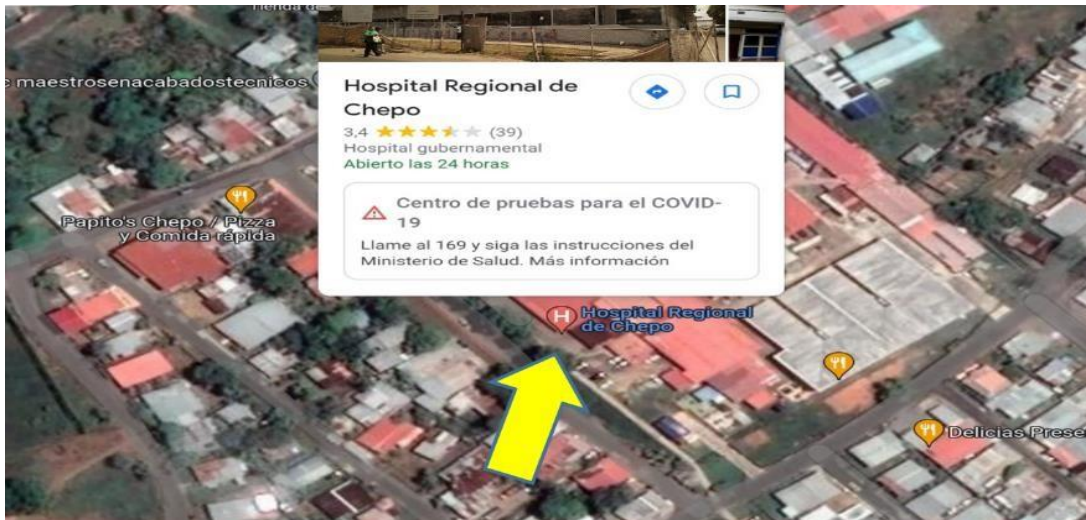 maestrosenacabadostecnicos
Hospital Regional de
Chepo
3,4 (39)
Hospital gubernamental
Abierto las 24 horas
Centro de pruebas para el COVID-
19
Llame al 169 y siga las instrucciones del
Ministerio de Salud. Más información
Papito's Chepo / Pizza
y Comida rápida
H Hospital Regional
de Chepo
Delicias Prese